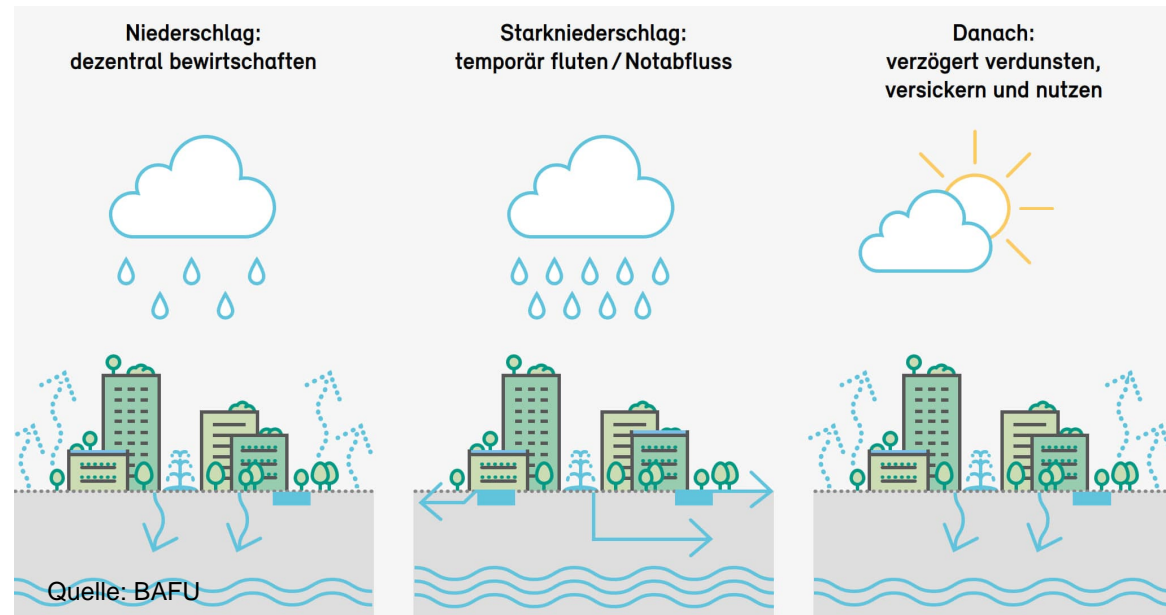 Niederschlag:
dezentral bewirtschaften
Starkniederschlag:
temporär fluten / Notabfluss
Danach:
verzögert verdunsten,
versickern und nutzen
Quelle: BAFU